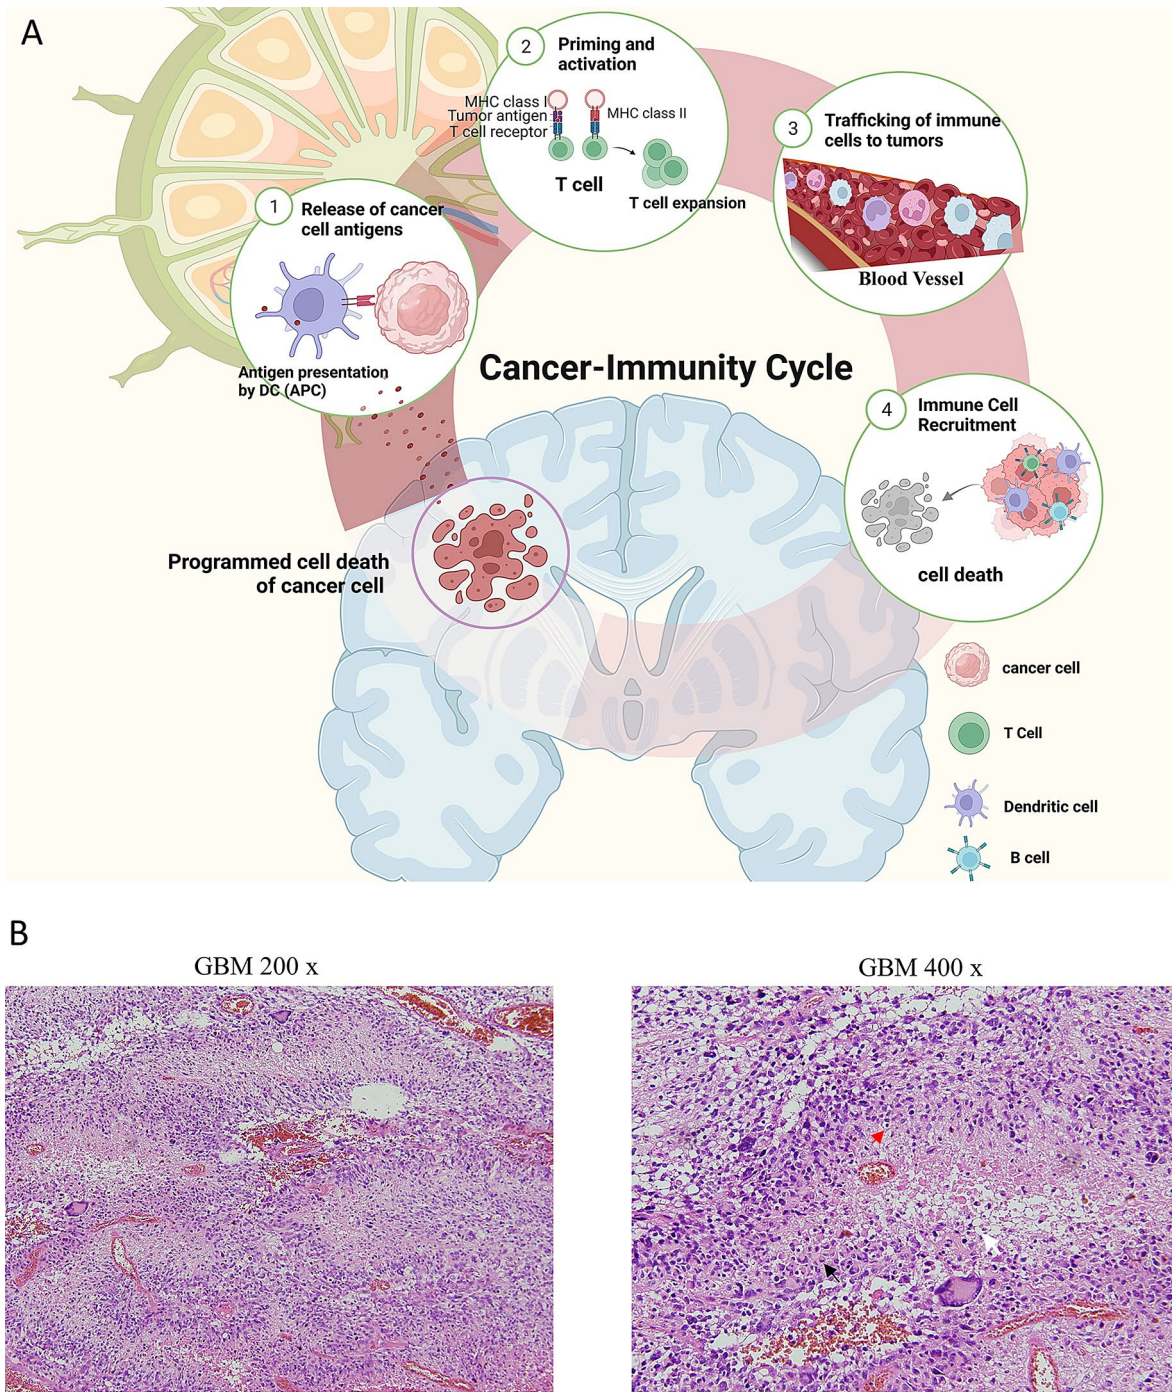 A
1
Release of cancer
cell antigens
Antigen presentation
by DC (APC)
2
Priming and
activation
MHC class I
Tumor antigen
T cell receptor
MHC class II
T cell
T cell expansion
3
Trafficking of immune
cells to tumors
Blood Vessel
Cancer-Immunity Cycle
4
Immune Cell
Recruitment
cell death
Programmed cell death
of cancer cell
cancer cell
T Cell
Dendritic cell
B cell
B
GBM 200 x
GBM 400 x